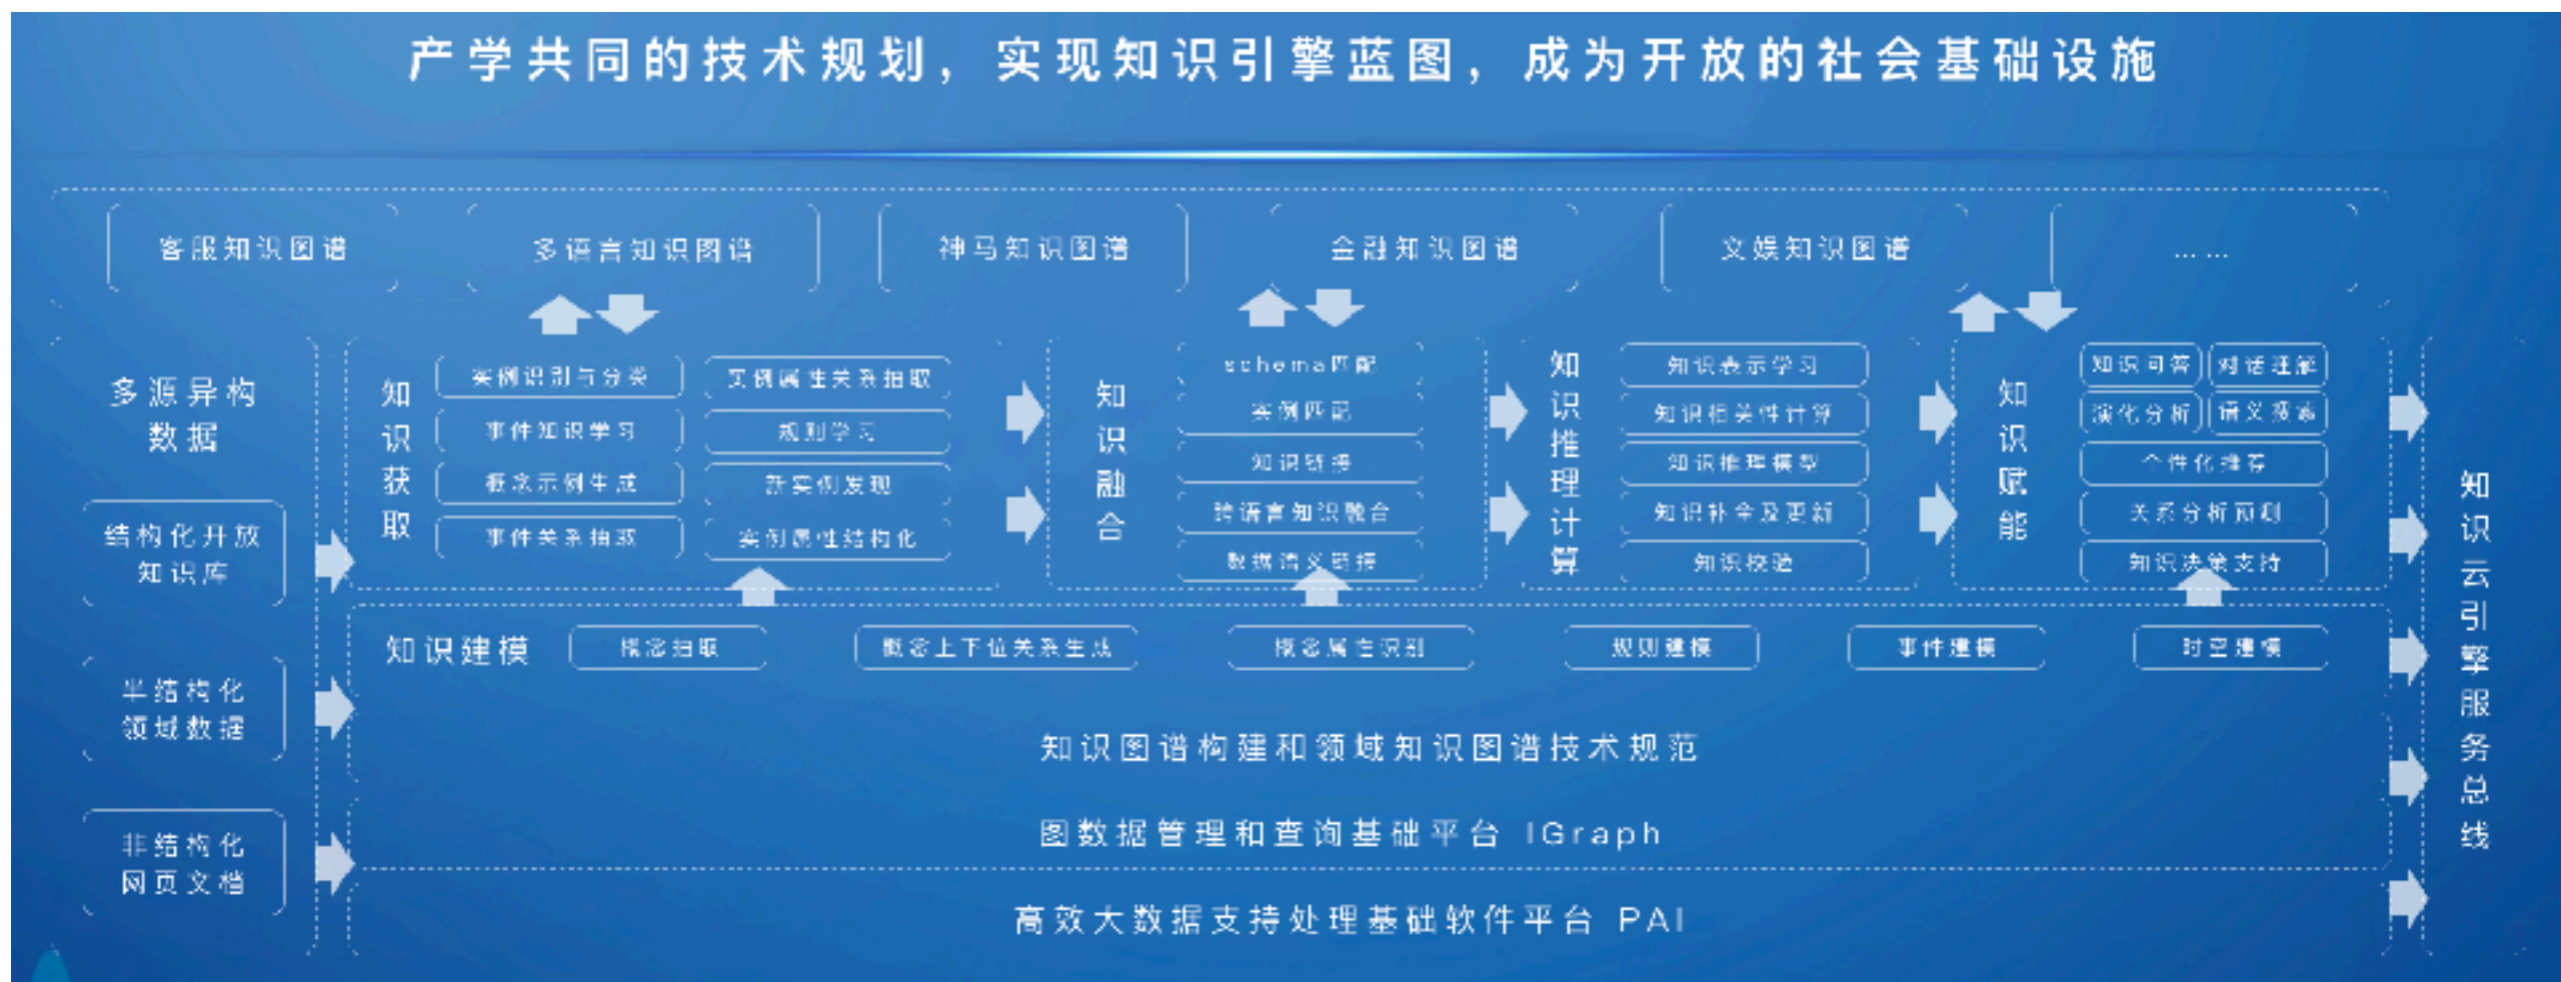 产学共同的技术规划，实现知识引擎蓝图，成为开放的社会基础设施
客服知识图谱
多语言知识图谱
神马知识图谱
金融知识图谱
文娱知识图谱
……
多源异构
数据
结构化开放
知识库
半结构化
领域数据
非结构化
网页文档
知识获取
实例识别与分类
实例属性关系抽取
事件知识学习
规则学习
概念示例生成
新实例发现
事件关系抽取
实例属性结构化
知识融合
schema匹配
实例匹配
知识链接
跨语言知识融合
数据语义链接
知识推理计算
知识表示学习
知识相关性计算
知识推理模型
知识补全及更新
知识校验
知识赋能
知识问答
对话理解
演化分析
语义搜索
个性化推荐
关系分析预测
知识决策支持
知识建模
概念抽取
概念上下位关系生成
概念属性识别
规则建模
事件建模
时空建模
知识图谱构建和领域知识图谱技术规范
图数据管理和查询基础平台 IGraph
高效大数据支持处理基础软件平台 PAI
知识云引擎服务总线